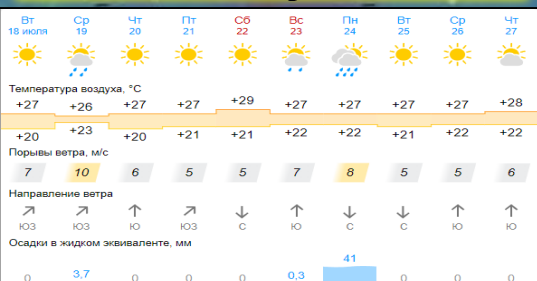 Вт Ср Чт Пт Сб Вс Пн Вт Ср Чт
18 июля 19 20 21 22 23 24 25 26 27
Температура воздуха, °C
+27 +26 +27 +27 +29 +27 +27 +27 +27 +28
+20 +23 +20 +21 +21 +22 +22 +21 +22 +22
Порывы ветра, м/с
7 10 6 5 5 7 8 5 5 6
Направление ветра
ЮЗ ЮЗ Ю ЮЗ С Ю С С Ю Ю
Осадки в жидком эквиваленте, мм
0 3,7 0 0 0 0,3 41 0 0 0